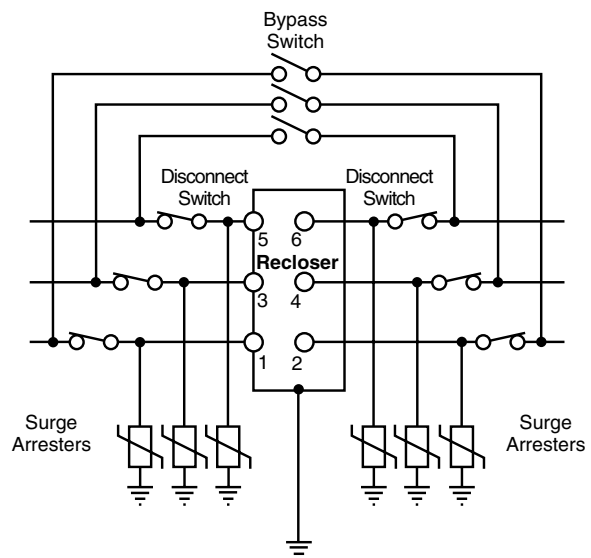 Bypass
Switch
Disconnect
Switch
Disconnect
Switch
5 6
Recloser
3 4
1 2
Surge
Arresters
Surge
Arresters